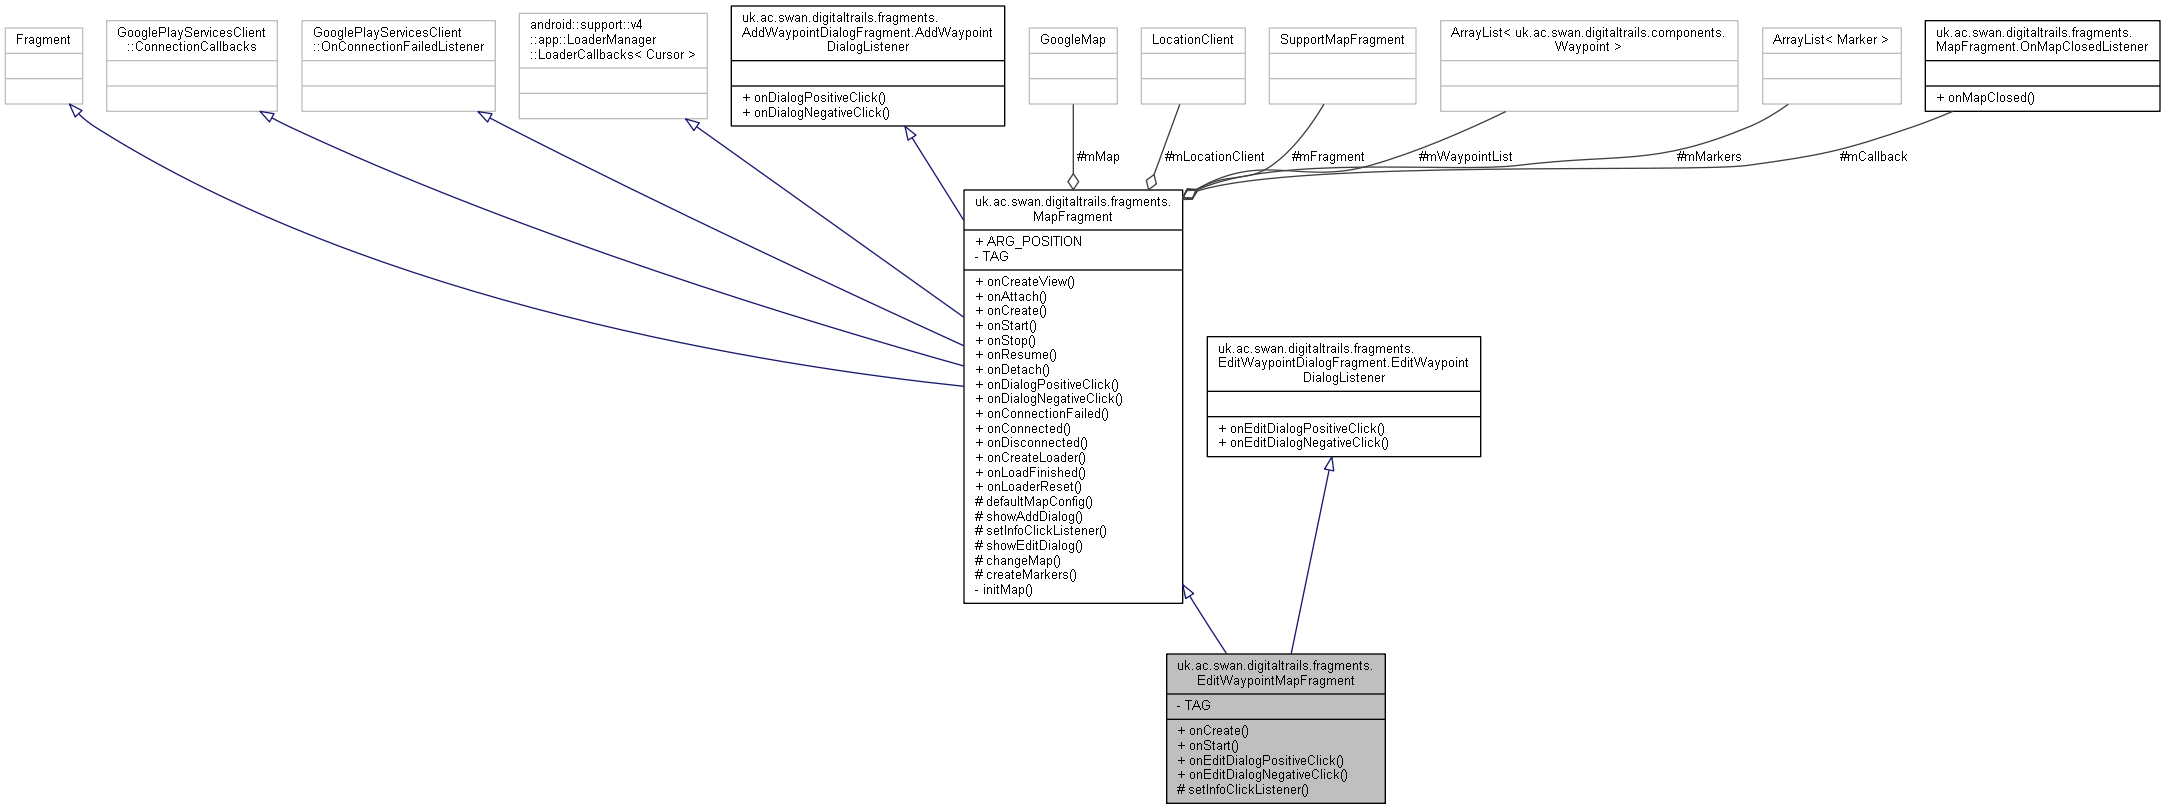 Fragment
GooglePlayServicesClient
::ConnectionCallbacks
GooglePlayServicesClient
::OnConnectionFailedListener
android::support::v4
::app::LoaderManager
::LoaderCallbacks< Cursor >
uk.ac.swan.digitaltrails.fragments.
AddWaypointDialogFragment.AddWaypoint
DialogListener
+ onDialogPositiveClick()
+ onDialogNegativeClick()
GoogleMap
LocationClient
SupportMapFragment
ArrayList< uk.ac.swan.digitaltrails.components.
Waypoint >
ArrayList< Marker >
uk.ac.swan.digitaltrails.fragments.
MapFragment.OnMapClosedListener
+ onMapClosed()
#mMap
#mLocationClient
#mFragment
#mWaypointList
#mMarkers
#mCallback
uk.ac.swan.digitaltrails.fragments.
MapFragment
+ ARG_POSITION
- TAG
+ onCreateView()
+ onAttach()
+ onCreate()
+ onStart()
+ onStop()
+ onResume()
+ onDetach()
+ onDialogPositiveClick()
+ onDialogNegativeClick()
+ onConnectionFailed()
+ onConnected()
+ onDisconnected()
+ onCreateLoader()
+ onLoadFinished()
+ onLoaderReset()
# defaultMapConfig()
# showAddDialog()
# setInfoClickListener()
# showEditDialog()
# changeMap()
# createMarkers()
- initMap()
uk.ac.swan.digitaltrails.fragments.
EditWaypointDialogFragment.EditWaypoint
DialogListener
+ onEditDialogPositiveClick()
+ onEditDialogNegativeClick()
uk.ac.swan.digitaltrails.fragments.
EditWaypointMapFragment
- TAG
+ onCreate()
+ onStart()
+ onEditDialogPositiveClick()
+ onEditDialogNegativeClick()
# setInfoClickListener()